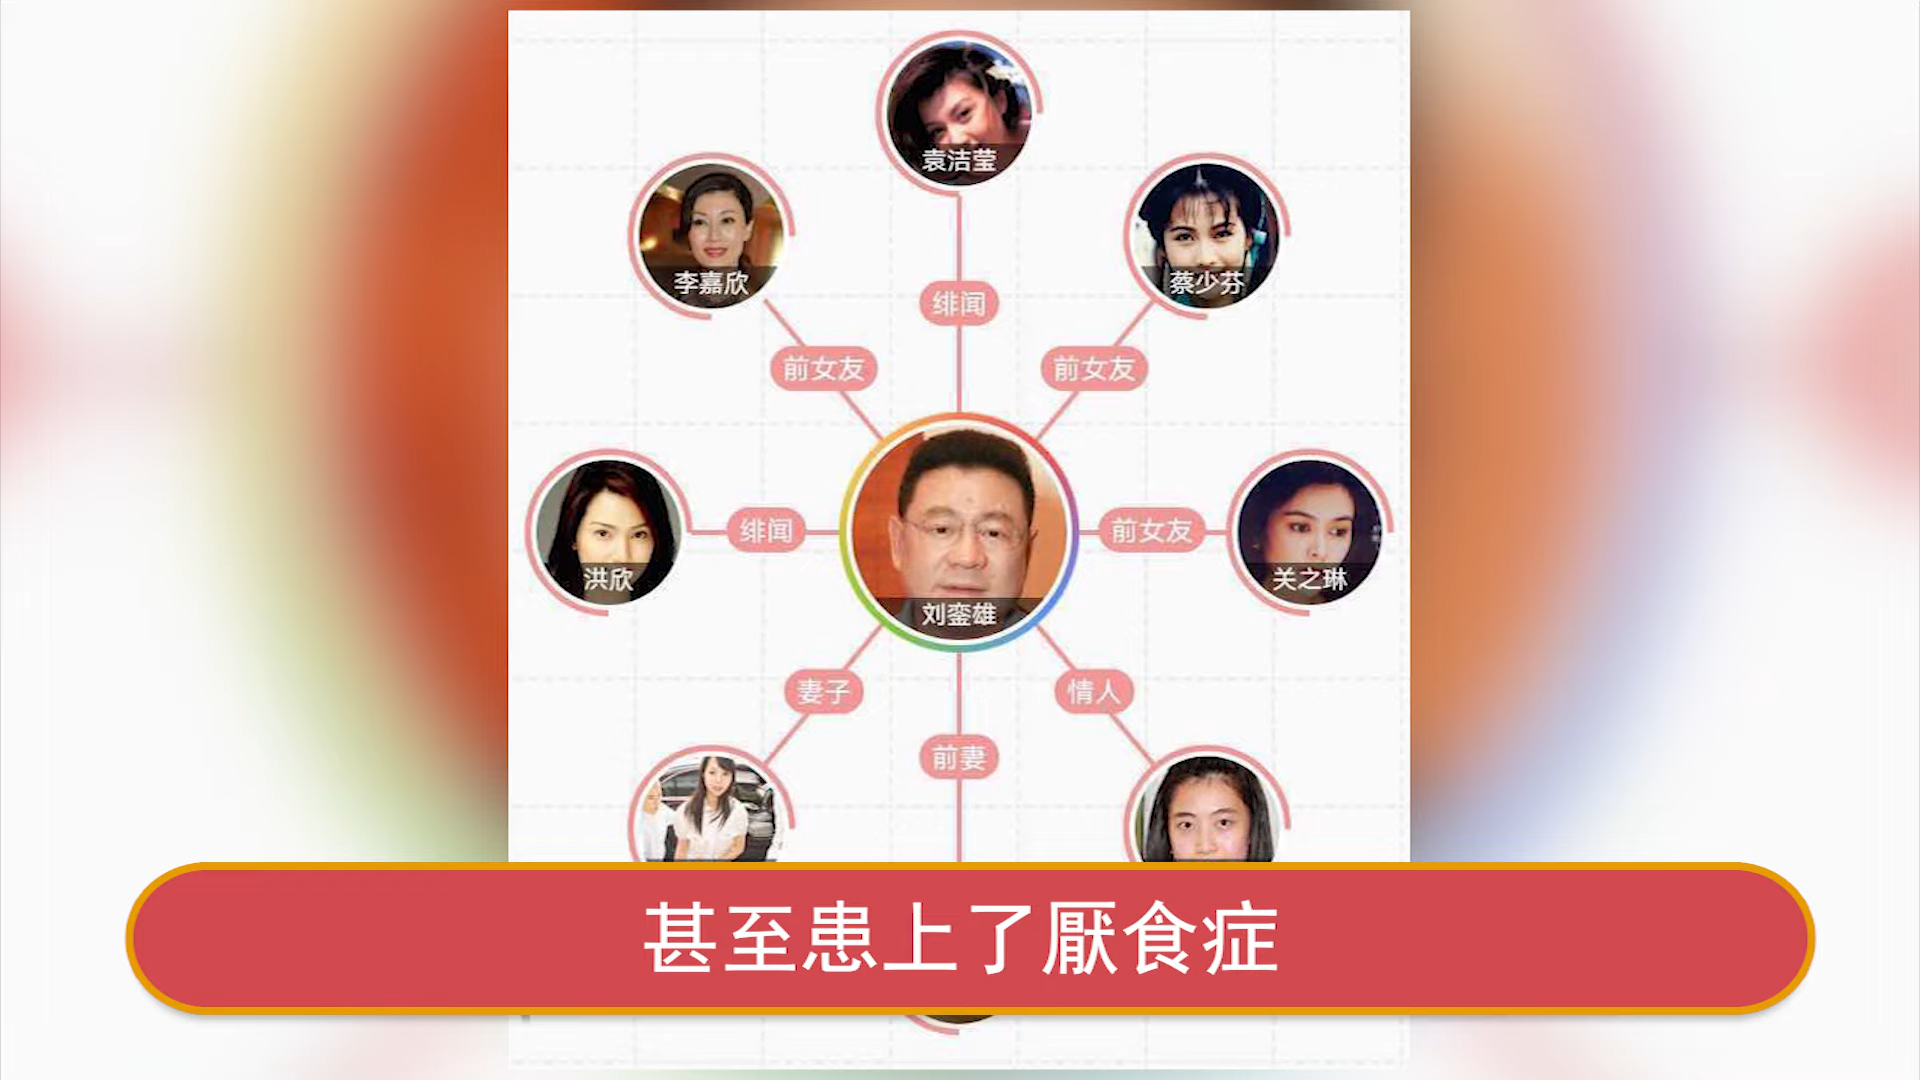 袁洁莹
李嘉欣
蔡少芬
绯闻
前女友
前女友
洪欣
绯闻
刘銮雄
前女友
关之琳
妻子
情人
前妻
甚至患上了厭食症